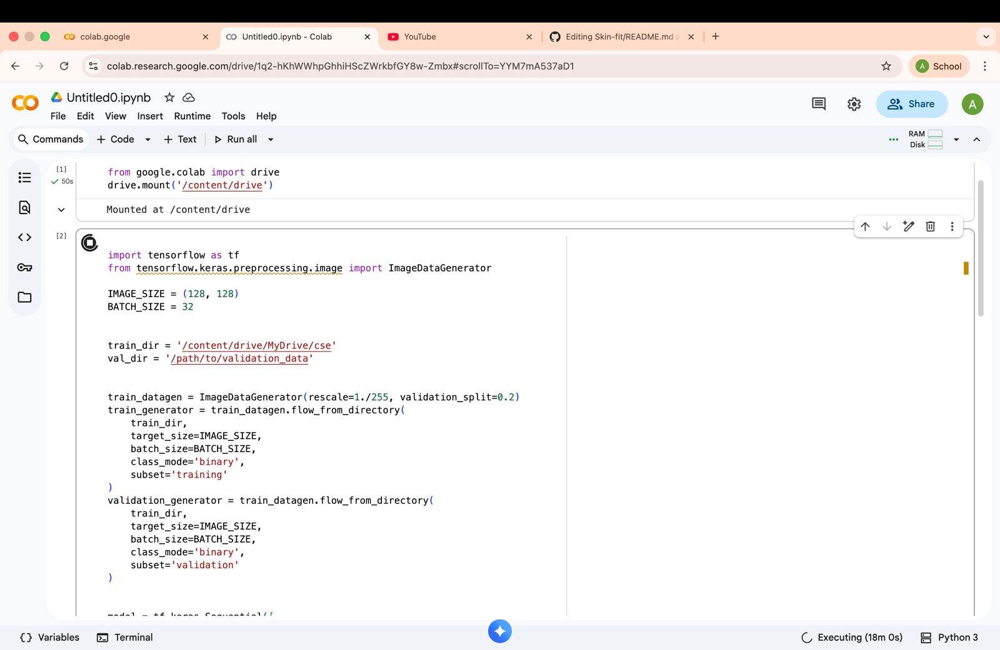 colab.google
Untitled0.ipynb - Colab
YouTube
Editing Skin-fit/README.md a
colab.research.google.com/drive/1q2-hKhWWhpGhhiHScZWrkbfGY8w-Zmbx#scrollTo=YYM7mA537aD1
A School
Untitled0.ipynb
Share
A
File Edit View Insert Runtime Tools Help
Commands + Code + Text Run all
RAM
Disk
[1]
50s
from google.colab import drive
drive.mount('/content/drive')
Mounted at /content/drive
[2]
import tensorflow as tf
from tensorflow.keras.preprocessing.image import ImageDataGenerator
IMAGE_SIZE = (128, 128)
BATCH_SIZE = 32
train_dir = '/content/drive/MyDrive/cse'
val_dir = '/path/to/validation_data'
train_datagen = ImageDataGenerator(rescale=1./255, validation_split=0.2)
train_generator = train_datagen.flow_from_directory(
    train_dir,
    target_size=IMAGE_SIZE,
    batch_size=BATCH_SIZE,
    class_mode='binary',
    subset='training'
)
validation_generator = train_datagen.flow_from_directory(
    train_dir,
    target_size=IMAGE_SIZE,
    batch_size=BATCH_SIZE,
    class_mode='binary',
    subset='validation'
)
model = tf.keras.Sequential([
{} Variables Terminal
Executing (18m 0s) Python 3